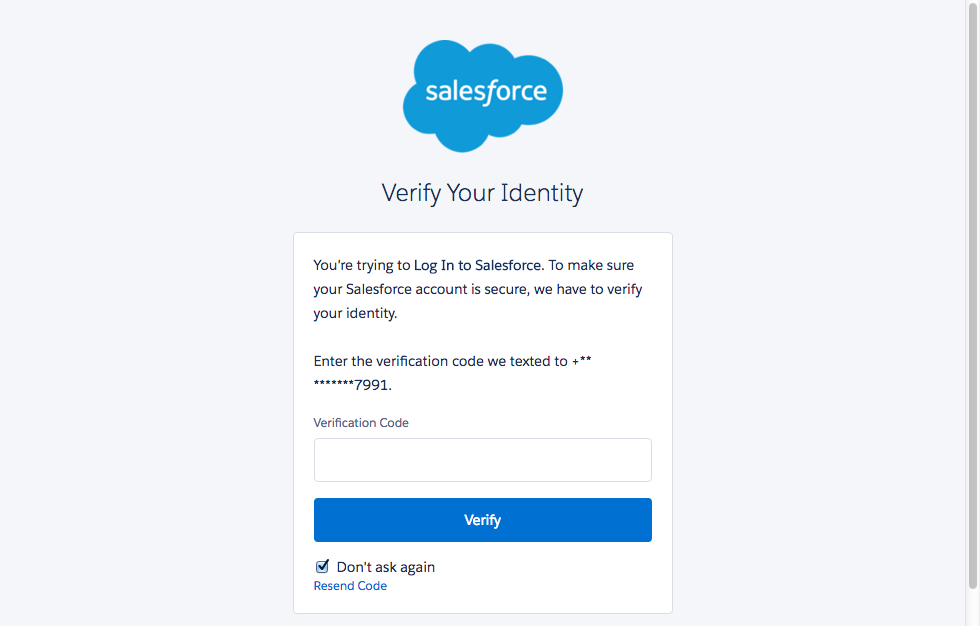 salesforce
Verify Your Identity
You're trying to Log In to Salesforce. To make sure
your Salesforce account is secure, we have to verify
your identity.
Enter the verification code we texted to +**
*******7991.
Verification Code
Verify
Don't ask again
Resend Code